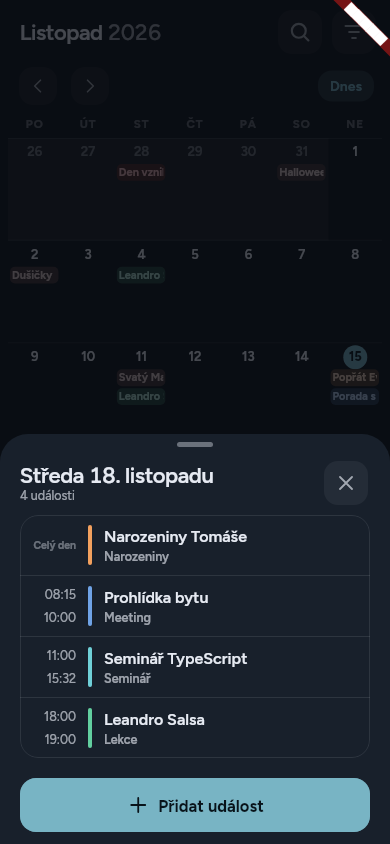 Listopad 2026
Dnes
PO ÚT ST ČT PÁ SO NE
26 27 28 29 30 31 1
Den vzni Hallowee
2 3 4 5 6 7 8
Dušičky Leandro
9 10 11 12 13 14 15
Svatý Ma Popřát Ev
Leandro Porada s
Středa 18. listopadu
4 události
Celý den Narozeniny Tomáše
Narozeniny
08:15 Prohlídka bytu
10:00 Meeting
11:00 Seminář TypeScript
15:32 Seminář
18:00 Leandro Salsa
19:00 Lekce
Přidat událost